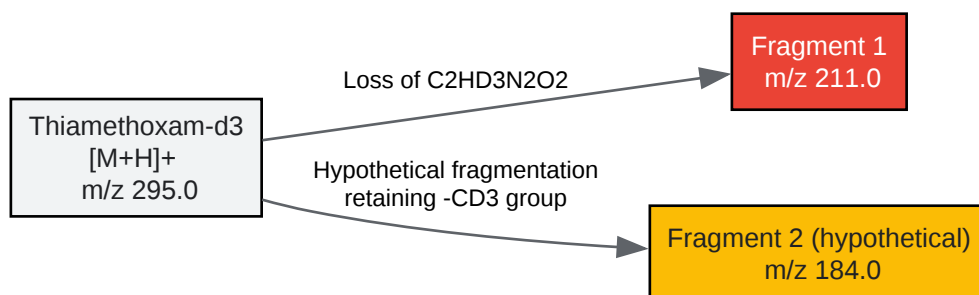 Fragment 1
m/z 211.0
Loss of C2HD3N2O2
Thiamethoxam-d3
[M+H]+
m/z 295.0
Hypothetical fragmentation
retaining -CD3 group
Fragment 2 (hypothetical)
m/z 184.0